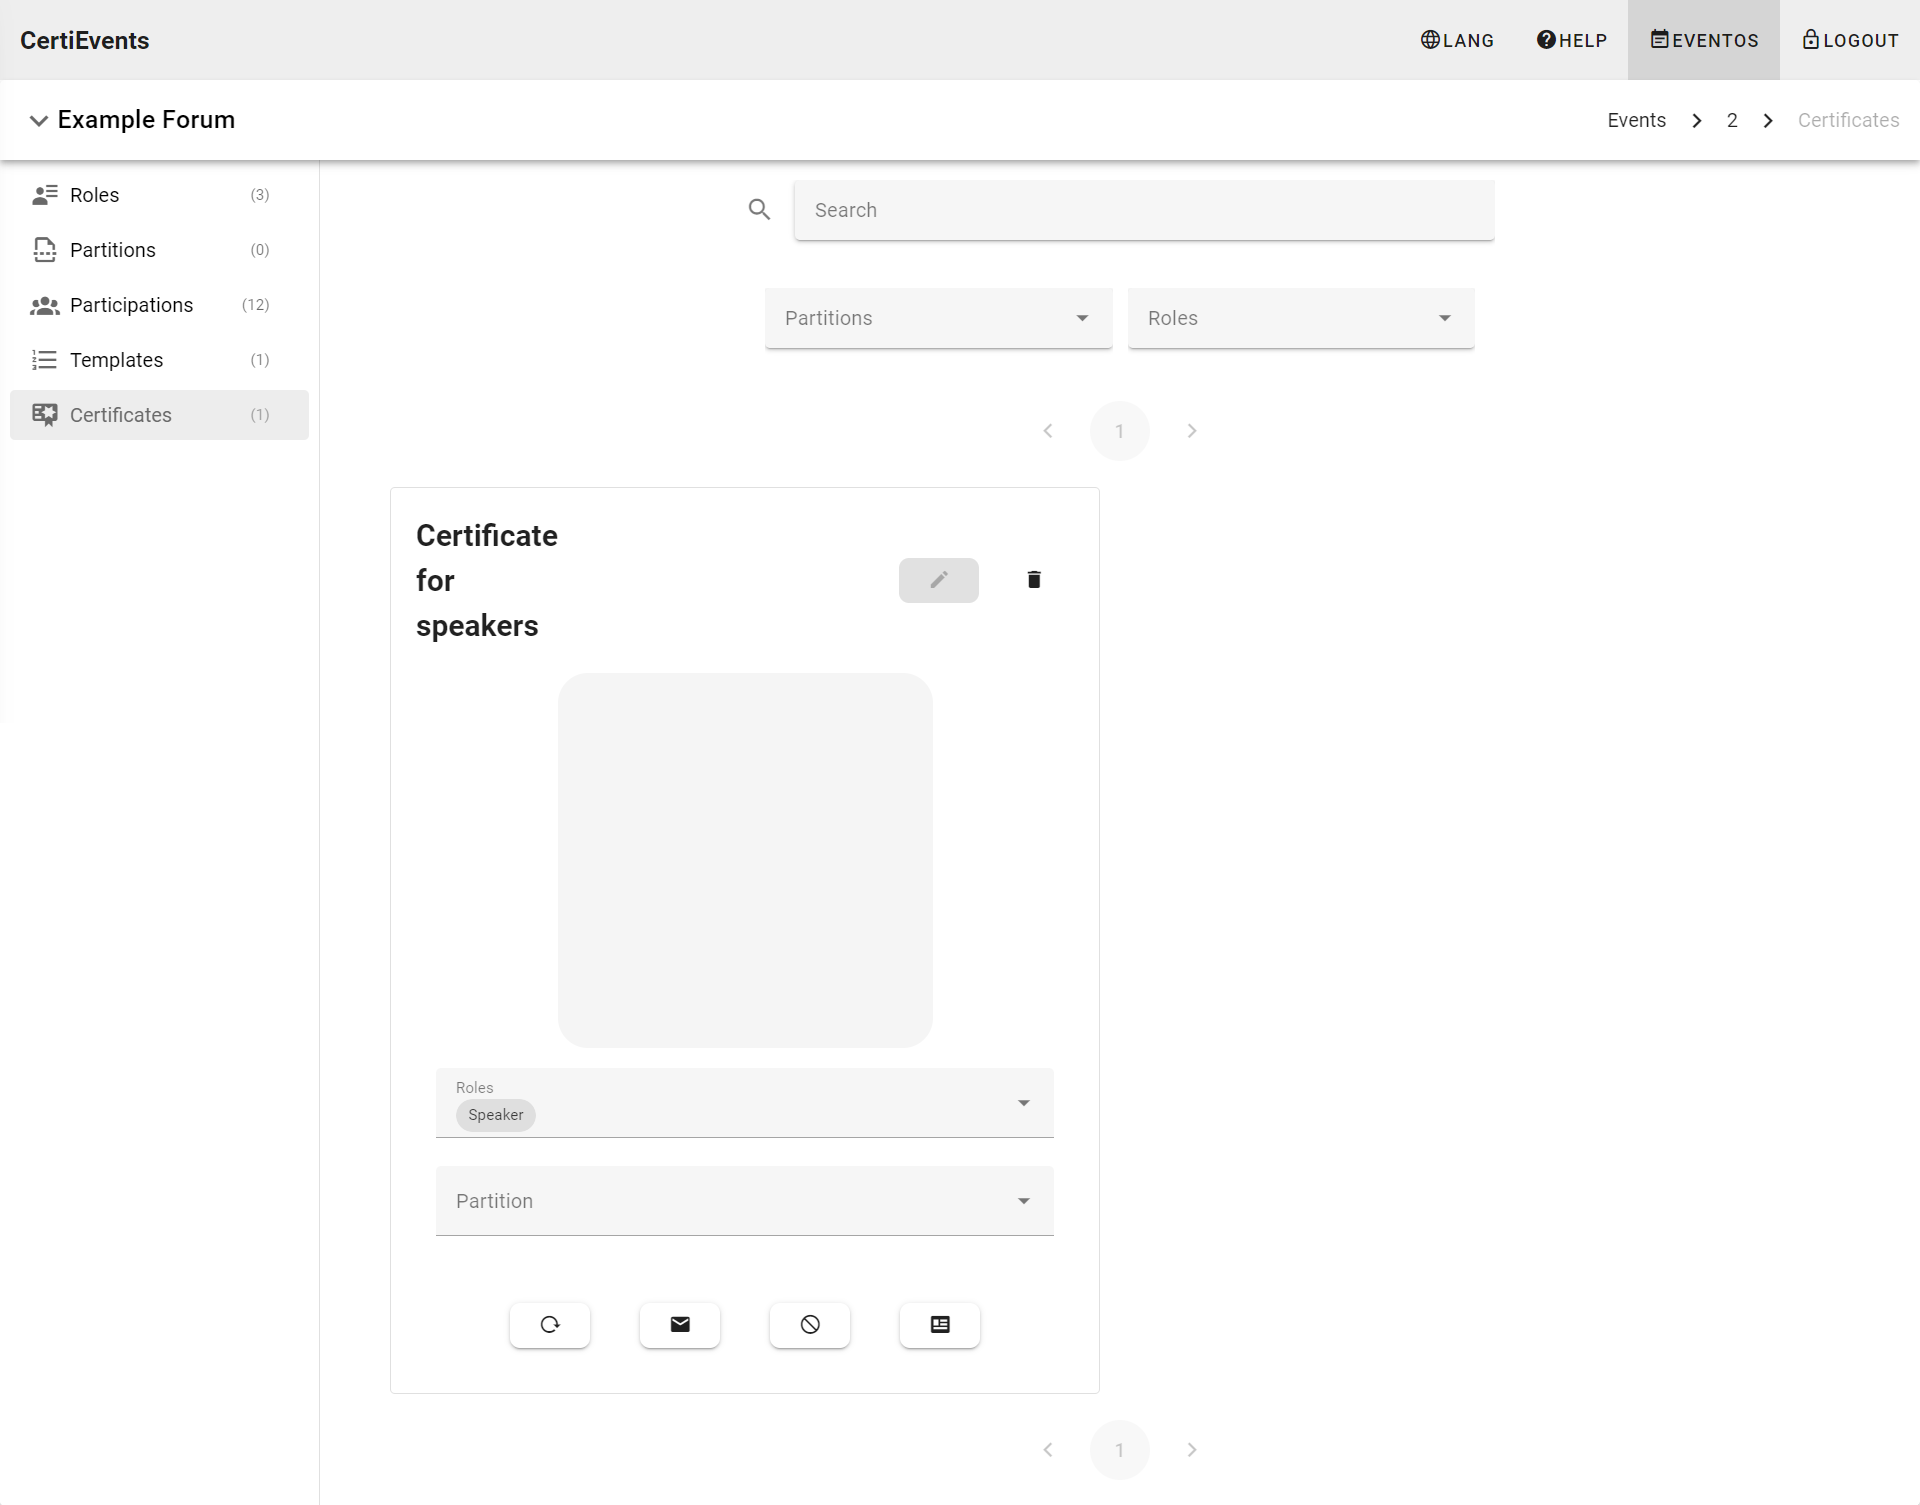 CertiEvents
LANG
HELP
EVENTOS
LOGOUT
Example Forum
Events
2
Certificates
Roles
(3)
Partitions
(0)
Participations
(12)
Templates
(1)
Certificates
(1)
Search
Partitions
Roles
1
Certificate
for
speakers
Roles
Speaker
Partition
1